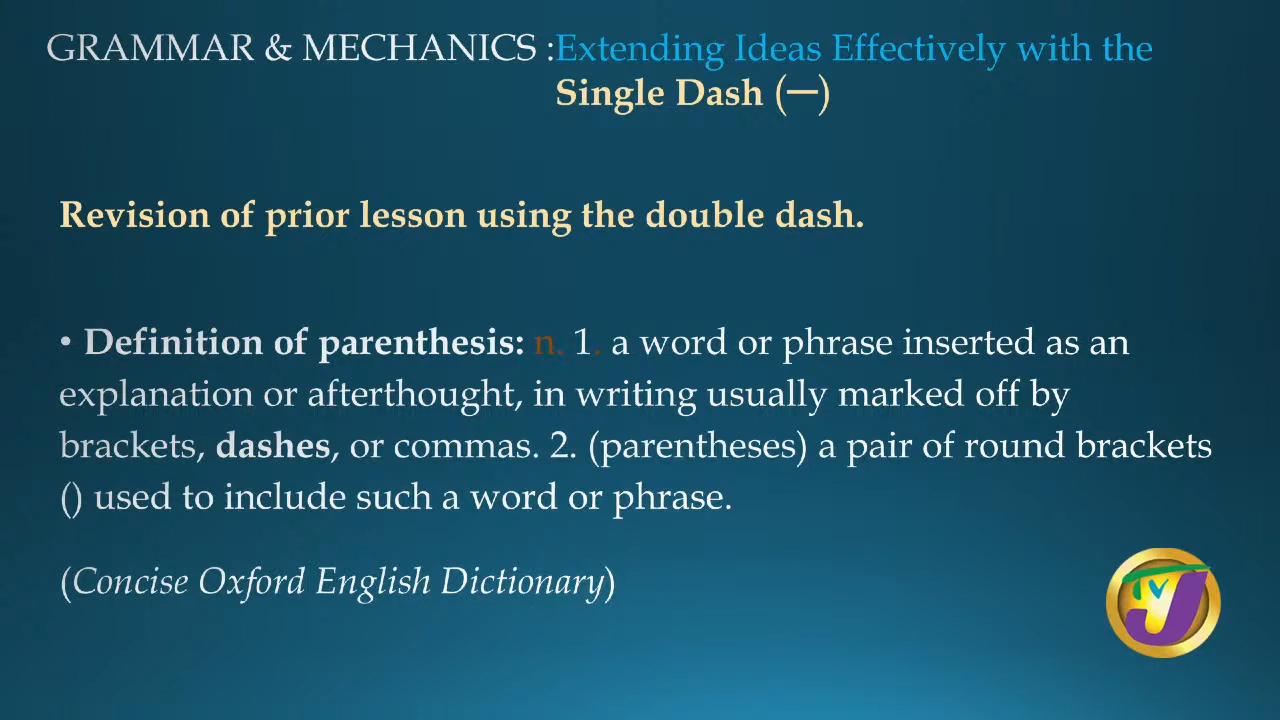 GRAMMAR & MECHANICS :Extending Ideas Effectively with the
Single Dash (—)
Revision of prior lesson using the double dash.
• Definition of parenthesis: n. 1. a word or phrase inserted as an
explanation or afterthought, in writing usually marked off by
brackets, dashes, or commas. 2. (parentheses) a pair of round brackets
() used to include such a word or phrase.
(Concise Oxford English Dictionary)
TVJ